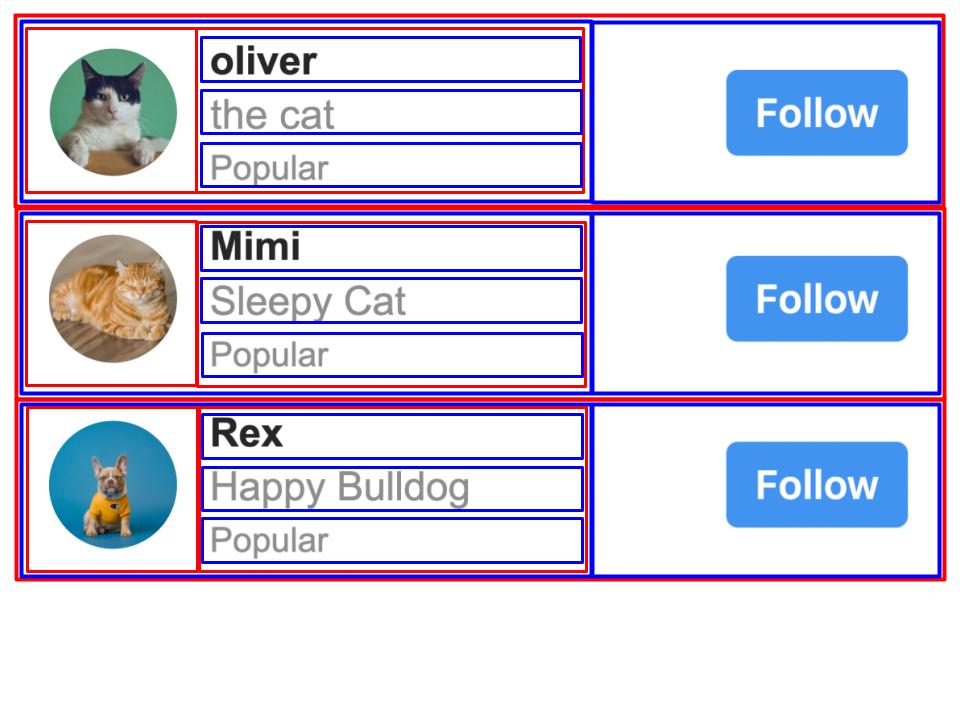 oliver
the cat
Popular
Follow
Mimi
Sleepy Cat
Popular
Follow
Rex
Happy Bulldog
Popular
Follow